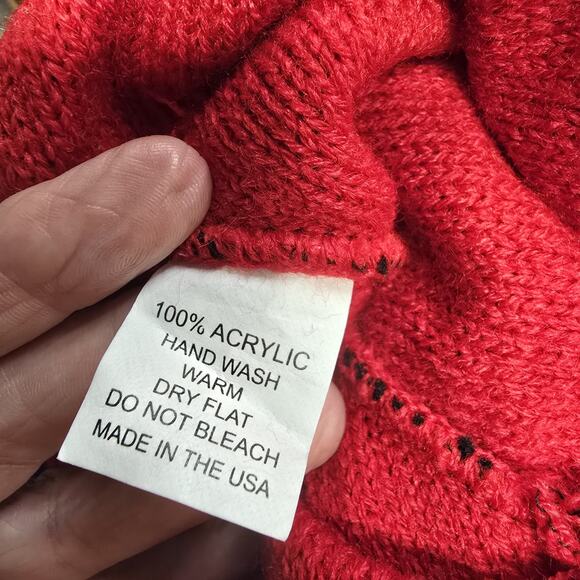 100% ACRYLIC
HAND WASH
WARM
DRY FLAT
DO NOT BLEACH
MADE IN THE USA